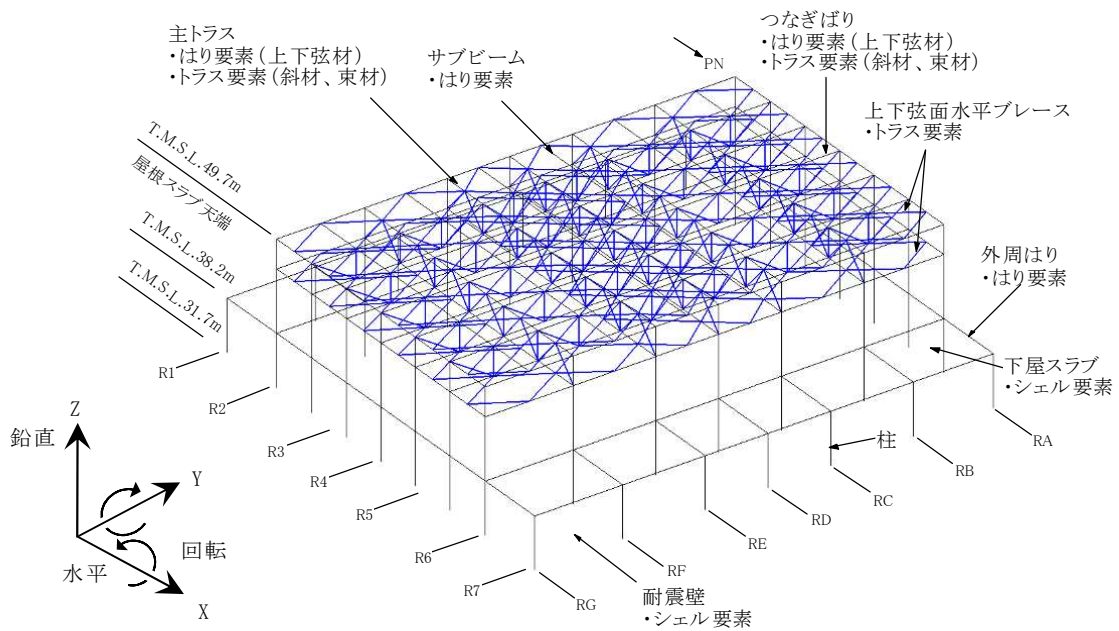 主トラス
・はり要素(上下弦材)
・トラス要素(斜材、束材)
サブビーム
・はり要素
PN
つなぎばり
・はり要素(上下弦材)
・トラス要素(斜材、束材)
上下弦面水平ブレース
・トラス要素
T.M.S.L.49.7m
屋根スラブ天端
T.M.S.L.38.2m
T.M.S.L.31.7m
外周はり
・はり要素
下屋スラブ
・シェル要素
柱
耐震壁
・シェル要素
R1
R2
R3
R4
R5
R6
R7
RG
RF
RE
RD
RC
RB
RA
Z
鉛直
Y
回転
水平
X